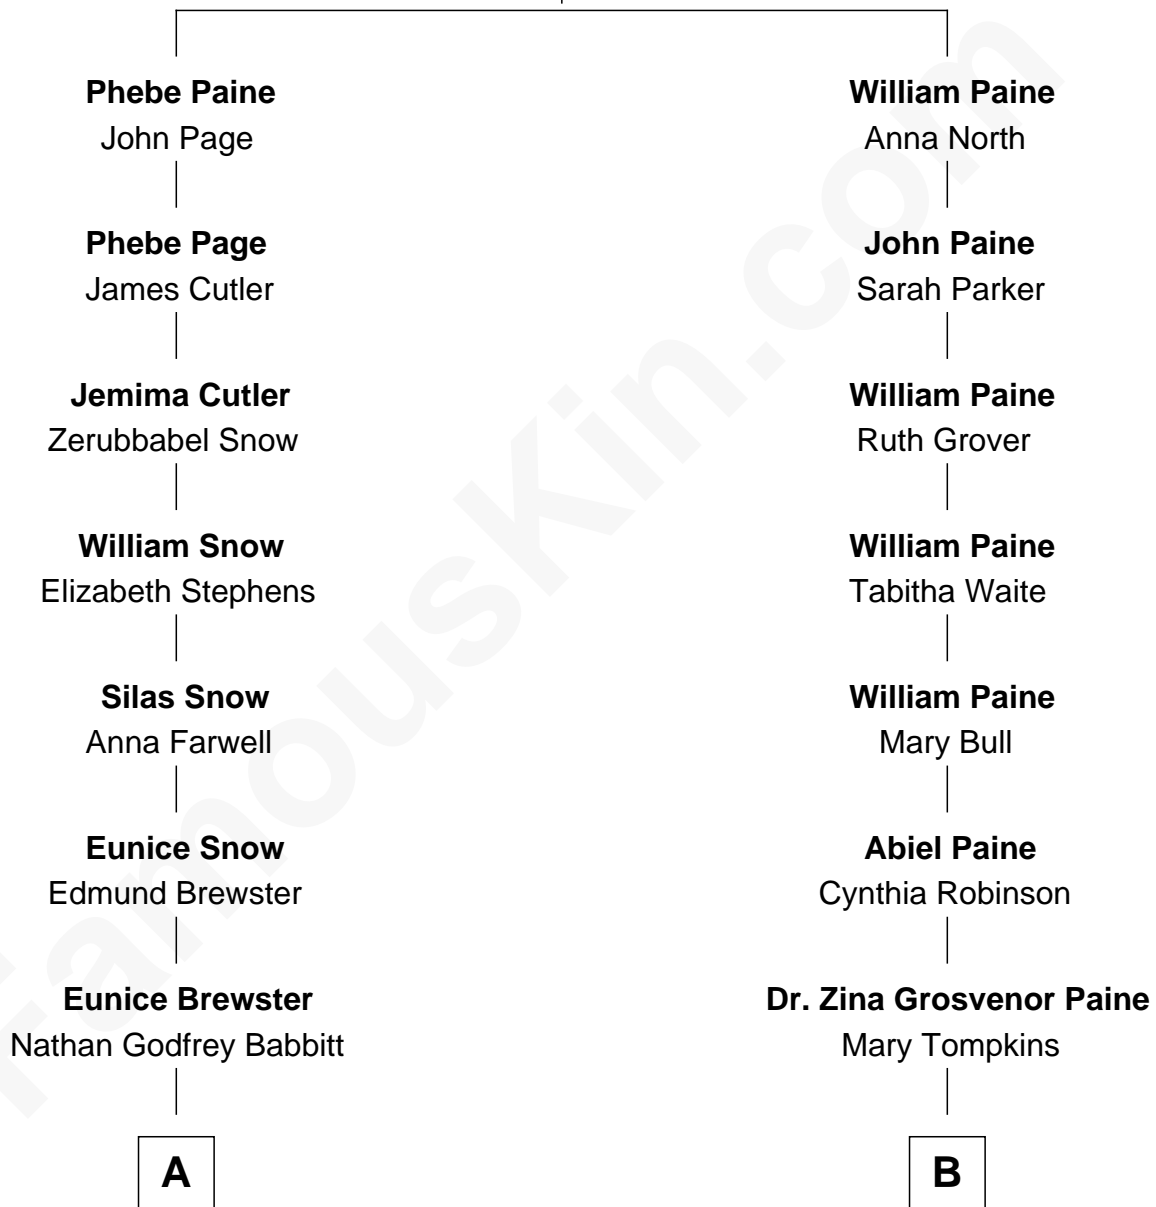 Phebe Paine
John Page
William Paine
Anna North
Phebe Page
James Cutler
John Paine
Sarah Parker
Jemima Cutler
Zerubbabel Snow
William Paine
Ruth Grover
William Snow
Elizabeth Stephens
William Paine
Tabitha Waite
Silas Snow
Anna Farwell
William Paine
Mary Bull
Eunice Snow
Edmund Brewster
Abiel Paine
Cynthia Robinson
Eunice Brewster
Nathan Godfrey Babbitt
Dr. Zina Grosvenor Paine
Mary Tompkins
A
B
FamousKin.com